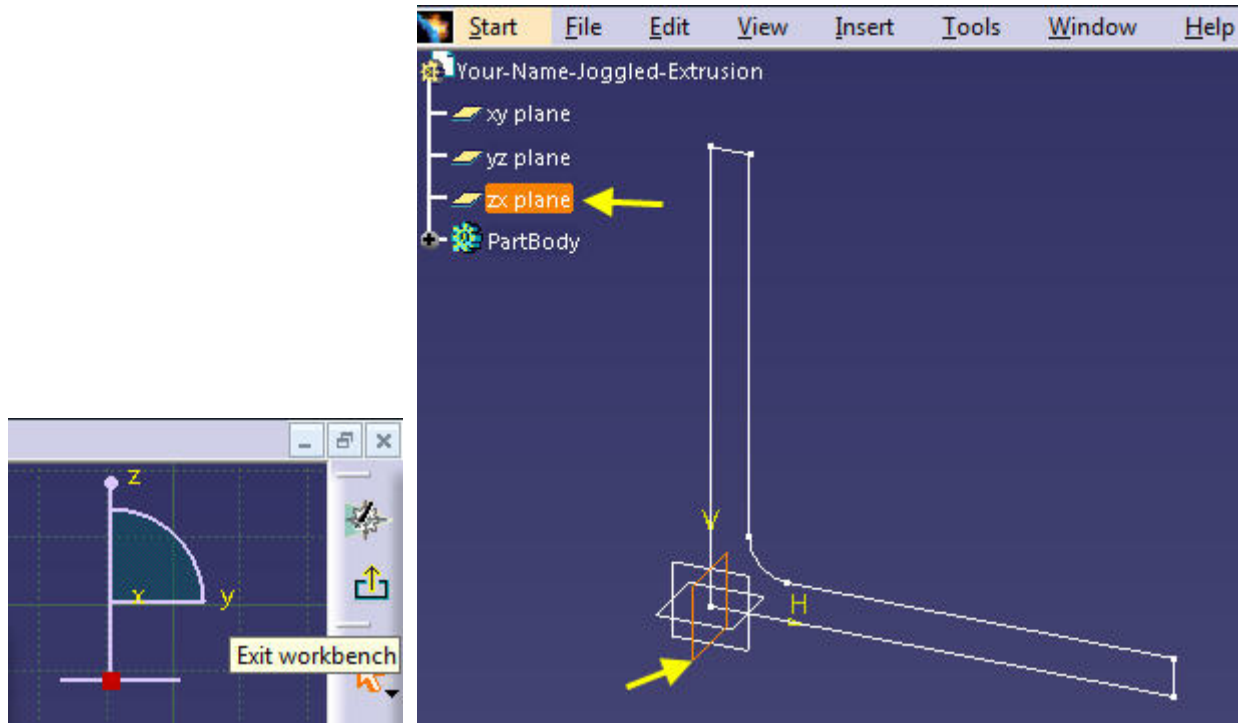 Start File Edit View Insert Tools Window Help
Your-Name-Joggled-Extrusion
xy plane
yz plane
zx plane
PartBody
V
H
z
x y
Exit workbench